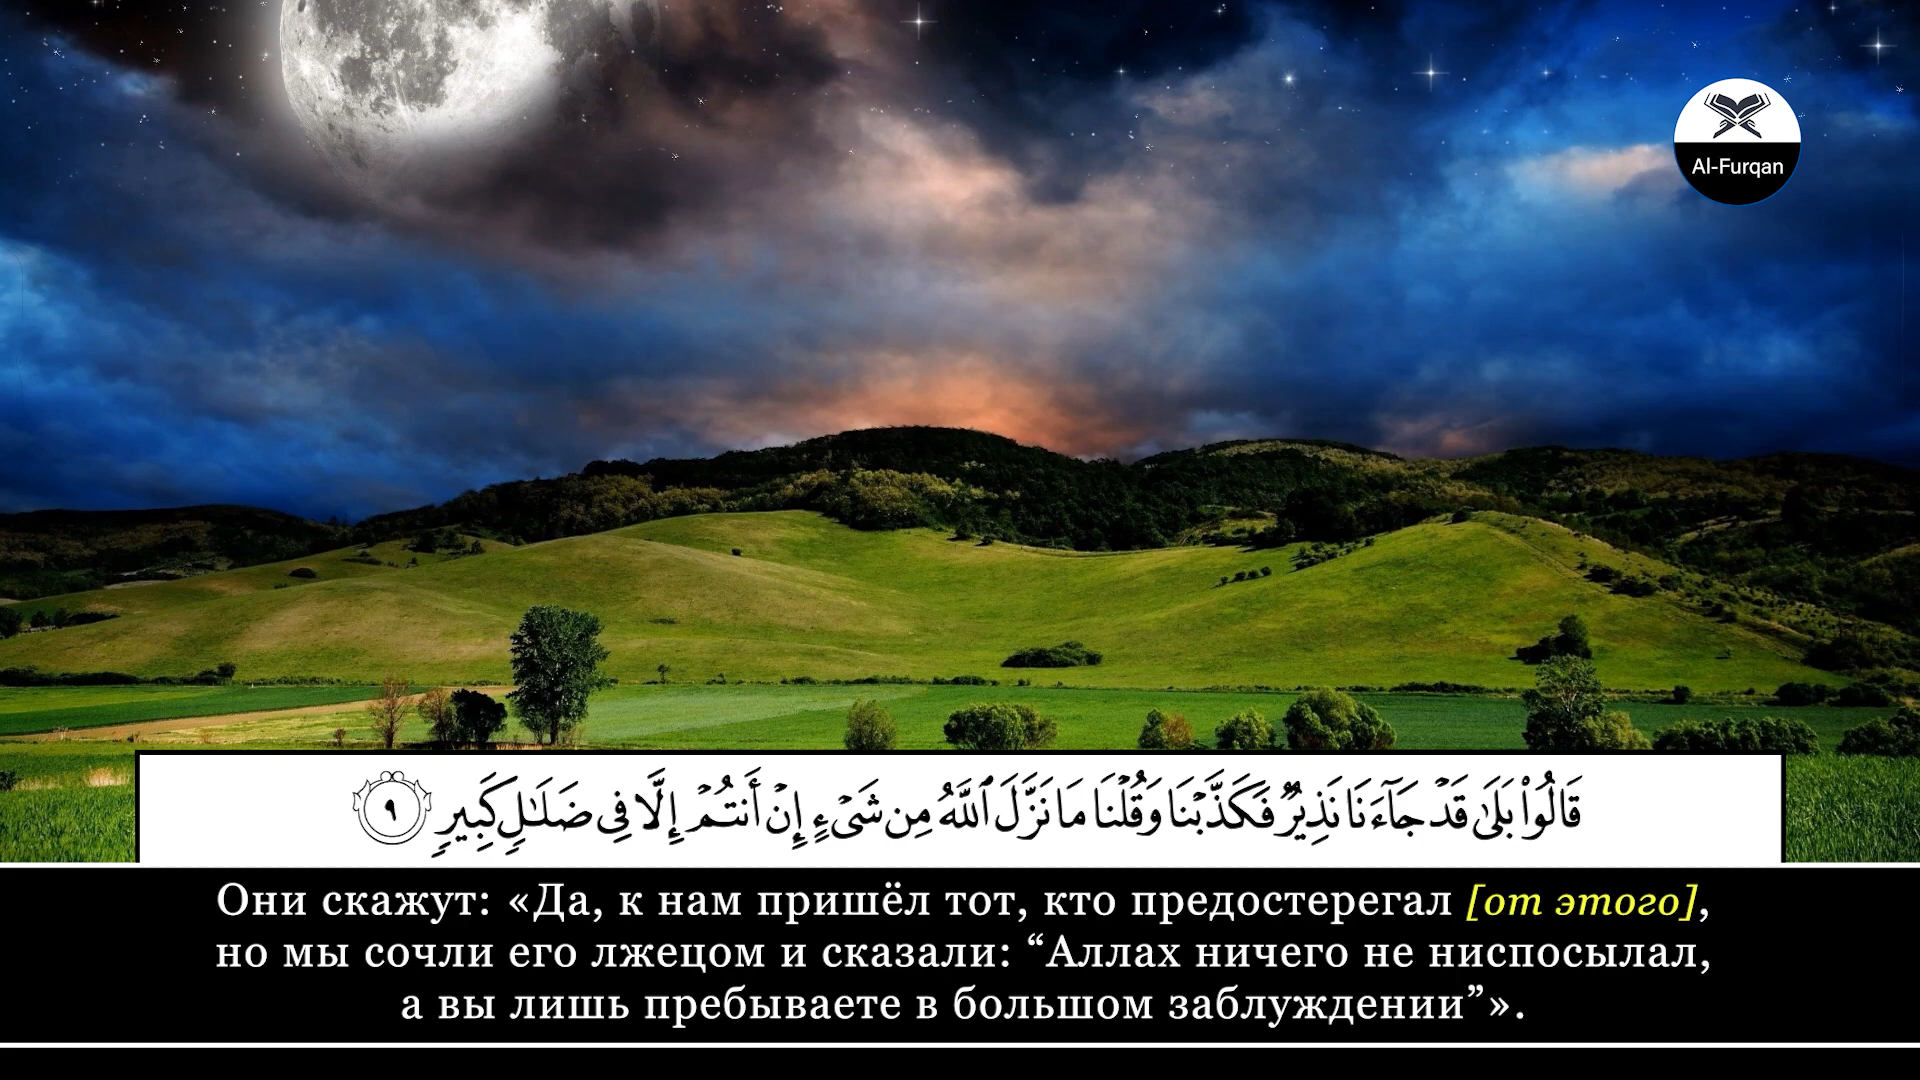 Al-Furqan
قَالُوا۟ بَلَىٰ قَدْ جَآءَنَا نَذِيرٌ فَكَذَّبْنَا وَقُلْنَا مَا نَزَّلَ ٱللَّهُ مِن شَىْءٍ إِنْ أَنتُمْ إِلَّا فِى ضَلَـٰلٍ كَبِيرٍ ٩
Они скажут: «Да, к нам пришёл тот, кто предостерегал [от этого],
но мы сочли его лжецом и сказали: “Аллах ничего не ниспосылал,
а вы лишь пребываете в большом заблуждении”».